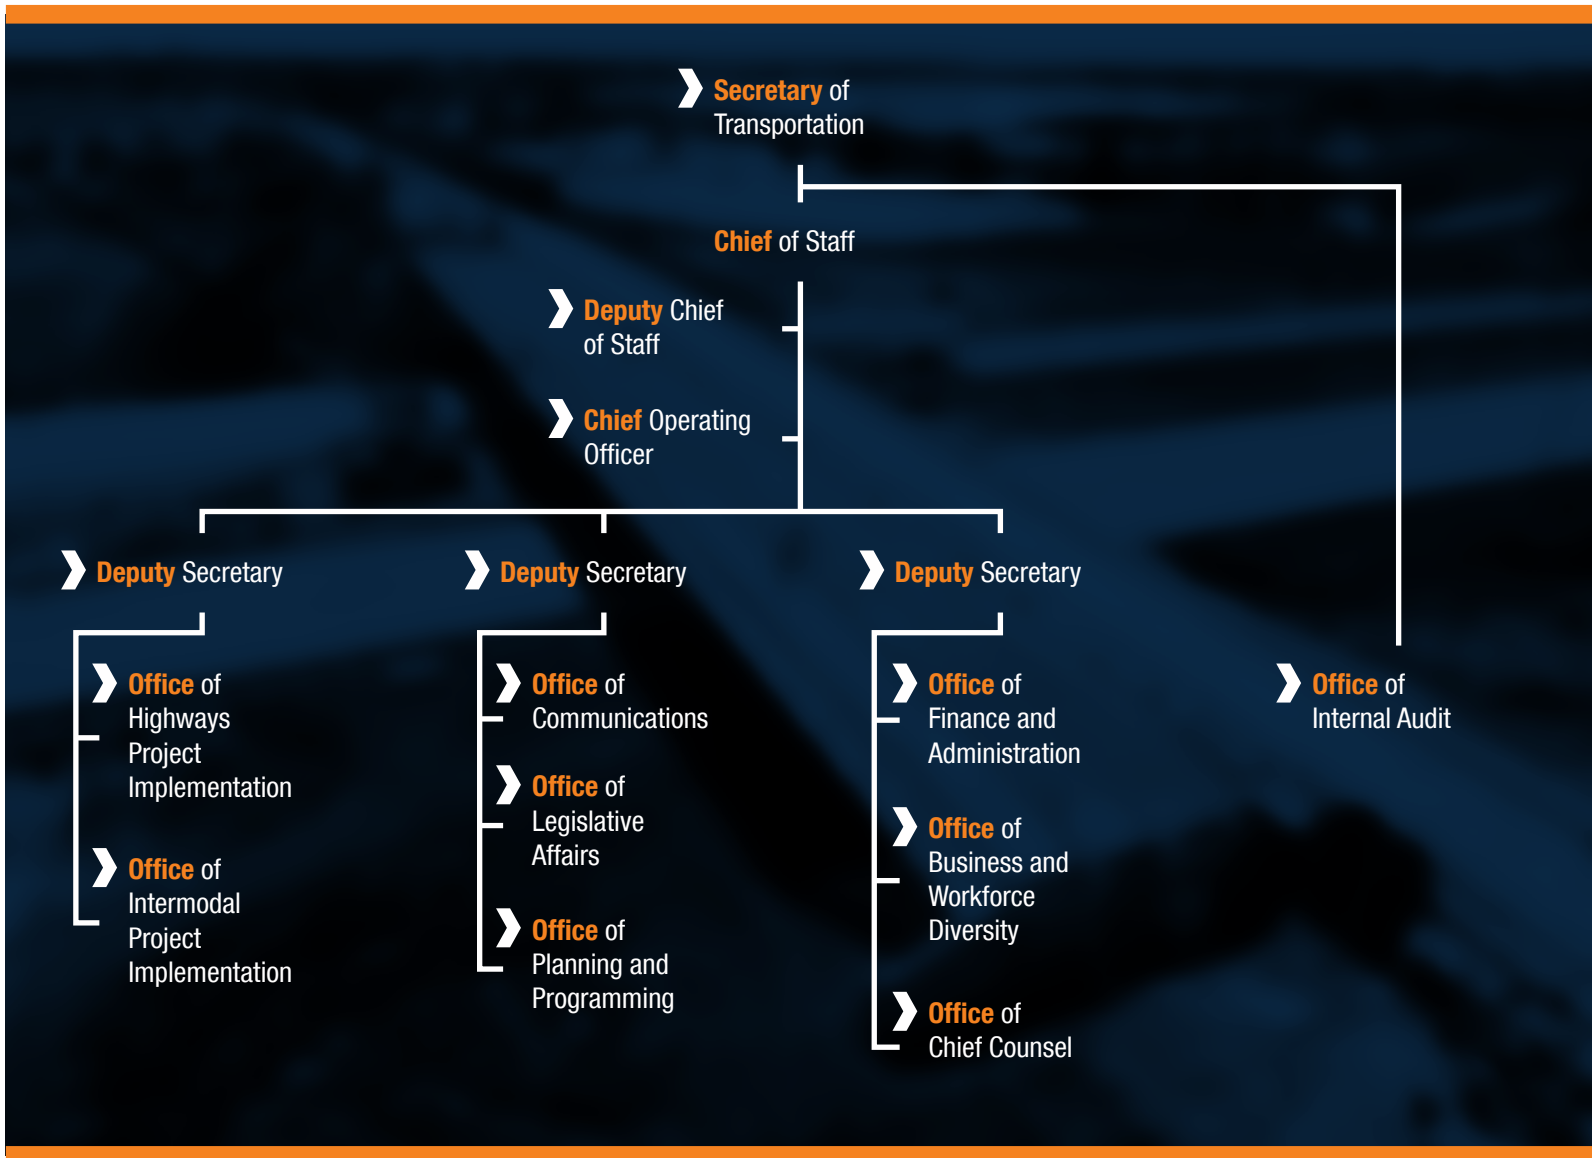 Secretary of
Transportation
Chief of Staff
Deputy Chief
of Staff
Chief Operating
Officer
Deputy Secretary
Office of
Highways
Project
Implementation
Office of
Intermodal
Project
Implementation
Deputy Secretary
Office of
Communications
Office of
Legislative
Affairs
Office of
Planning and
Programming
Deputy Secretary
Office of
Finance and
Administration
Office of
Business and
Workforce
Diversity
Office of
Chief Counsel
Office of
Internal Audit